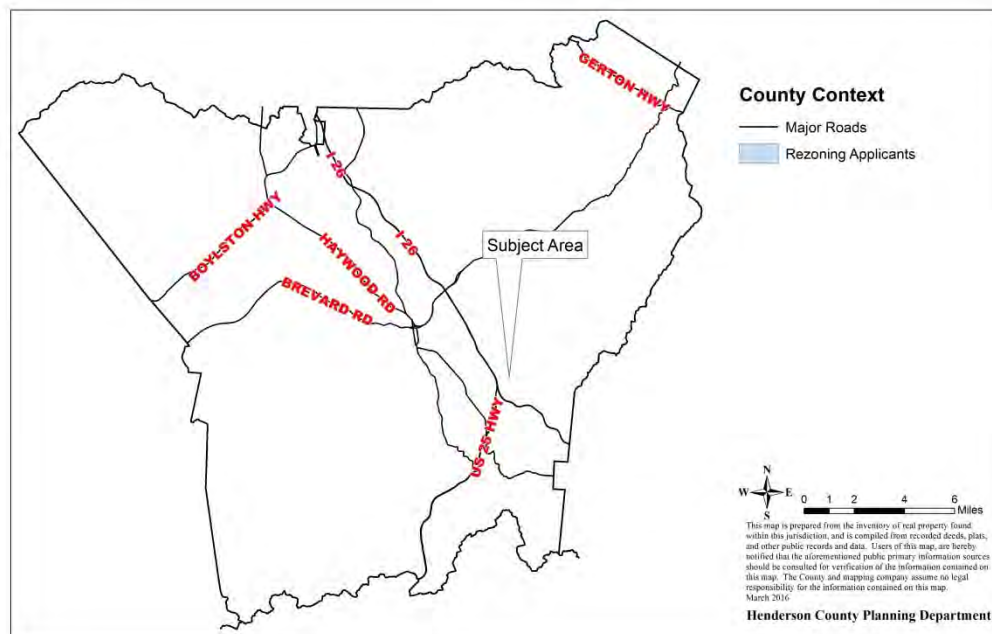 GERTON HWY
County Context
Major Roads
Rezoning Applicants
I-26
BOYLSTON HWY
HAYWOOD RD
I-26
Subject Area
BREVARD RD
US 25 HWY
N
W E
S
0 1 2 4 6
Miles
This map is prepared from the inventory of real property found
within this jurisdiction, and is compiled from recorded deeds, plats,
and other public records and data. Users of this map, are hereby
notified that the aforementioned public primary information sources
should be consulted for verification of the information contained on
this map. The County and mapping company assume no legal
responsibility for the information contained on this map.
March 2016
Henderson County Planning Department